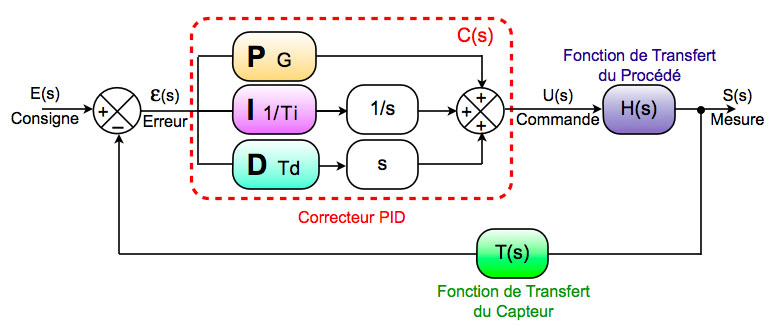 C(s)
Fonction de Transfert
du Procédé
E(s)
Consigne
+
−
Ɛ(s)
Erreur
P G
I 1/Ti
1/s
D Td
s
+
+
+
U(s)
Commande
H(s)
S(s)
Mesure
Correcteur PID
T(s)
Fonction de Transfert
du Capteur